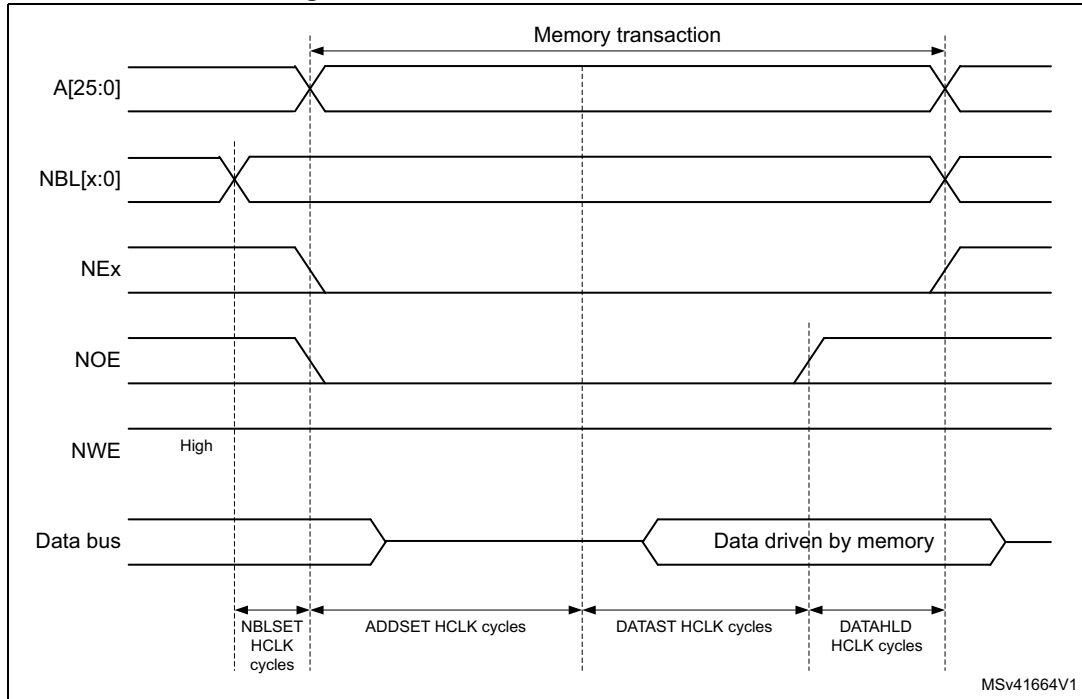 Memory transaction
A[25:0]
NBL[x:0]
NEx
NOE
High
NWE
Data bus
Data driven by memory
NBLSET
HCLK
cycles
ADDSET HCLK cycles
DATAST HCLK cycles
DATAHLD
HCLK cycles
MSv41664V1